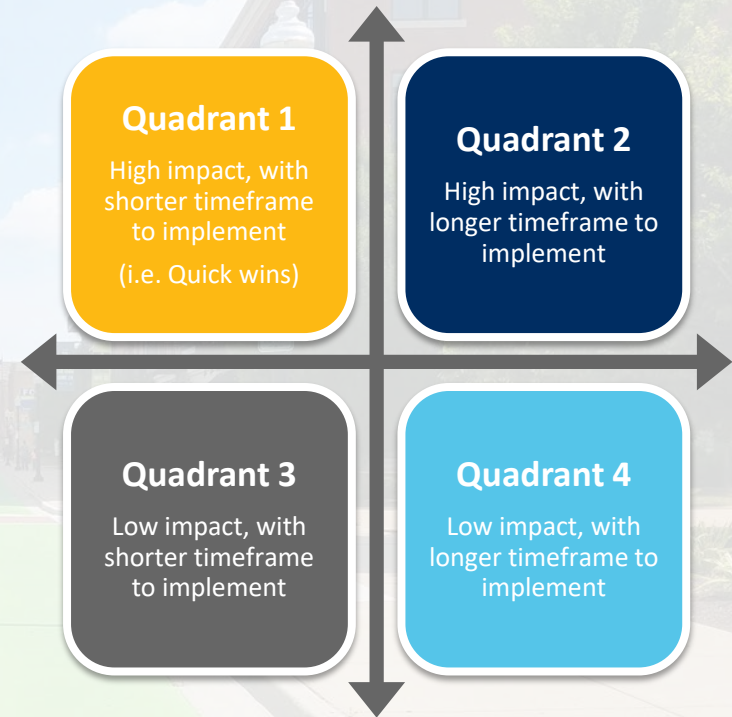 Quadrant 1
High impact, with
shorter timeframe
to implement
(i.e. Quick wins)
Quadrant 2
High impact, with
longer timeframe to
implement
Quadrant 3
Low impact, with
shorter timeframe
to implement
Quadrant 4
Low impact, with
longer timeframe to
implement